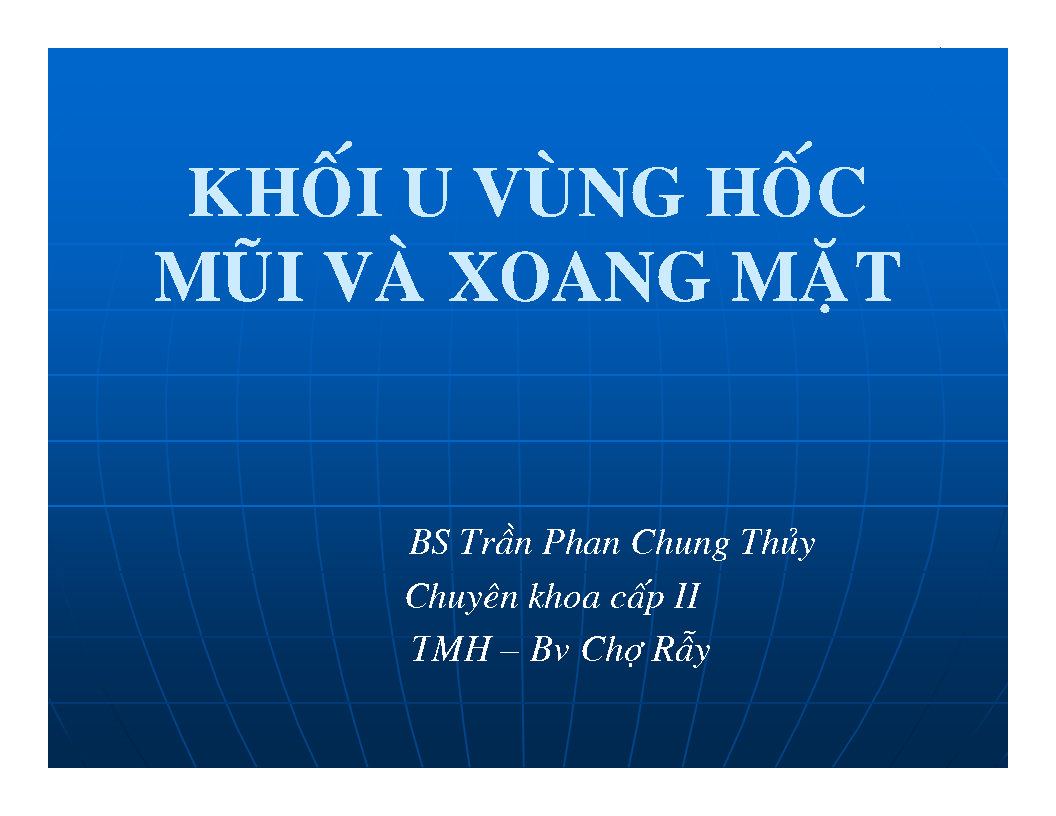 KHỐI U VÙNG HỐC
MŨI VÀ XOANG MẶT
BS Trần Phan Chung Thủy
Chuyên khoa cấp II
TMH – Bv Chợ Rẫy